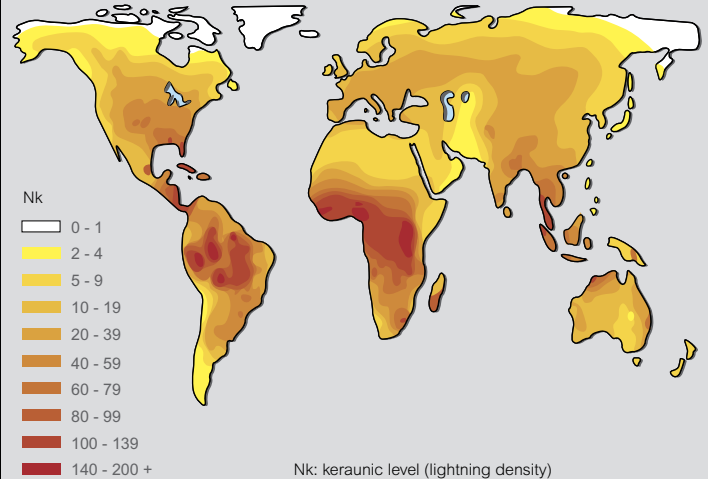 Nk
0 - 1
2 - 4
5 - 9
10 - 19
20 - 39
40 - 59
60 - 79
80 - 99
100 - 139
140 - 200 +
Nk: keraunic level (lightning density)